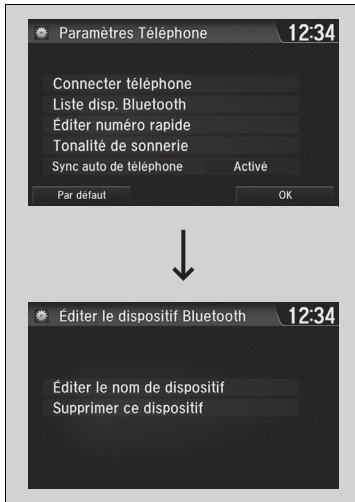 Paramètres Téléphone 12:34
Connecter téléphone
Liste disp. Bluetooth
Éditer numéro rapide
Tonalité de sonnerie
Sync auto de téléphone Activé
Par défaut OK
Éditer le dispositif Bluetooth 12:34
Éditer le nom de dispositif
Supprimer ce dispositif